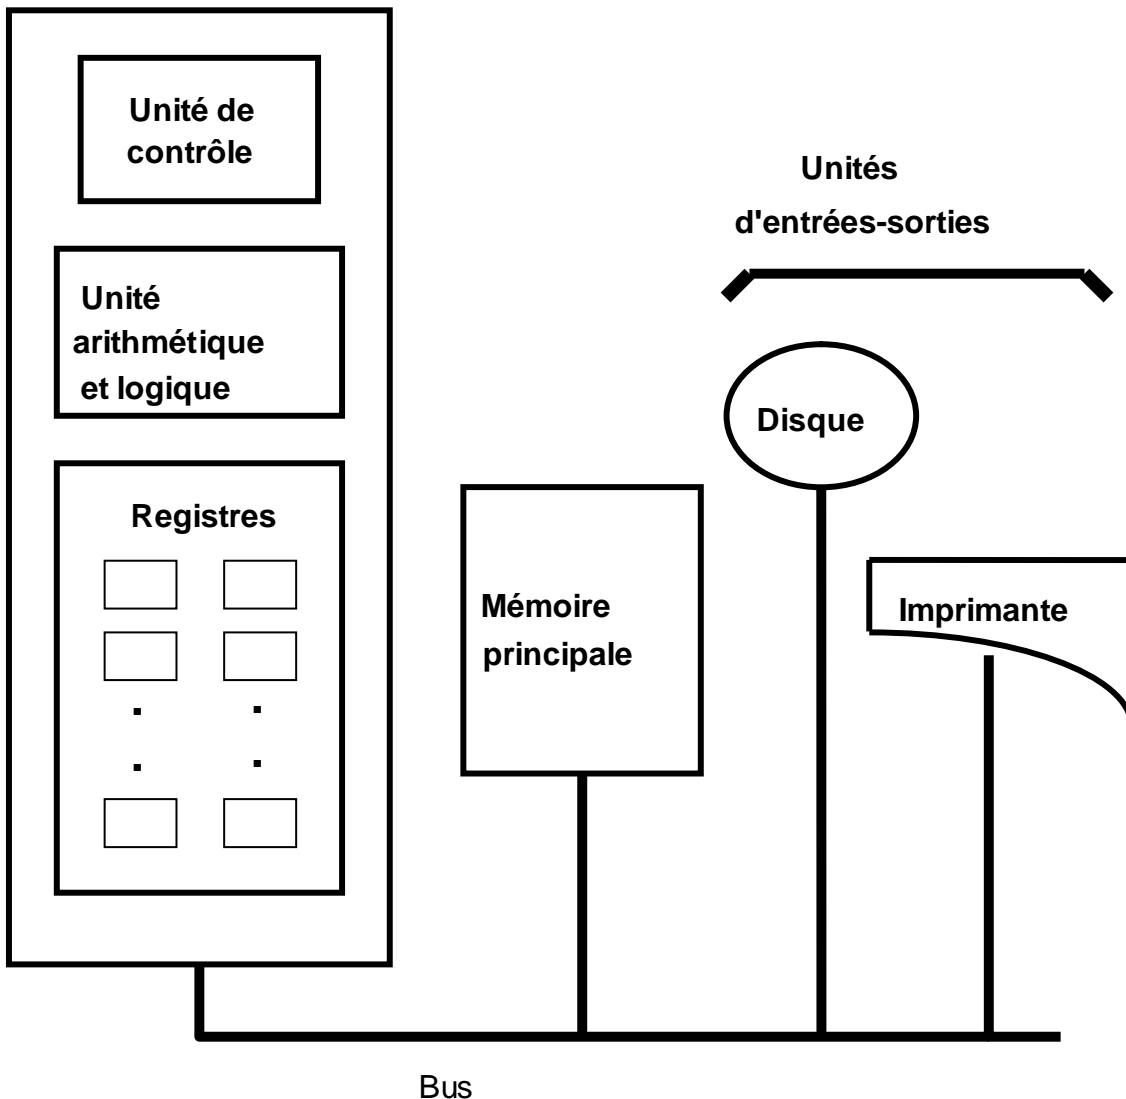 Unité de
contrôle
Unité
arithmétique
et logique
Registres
Mémoire
principale
Unités
d'entrées-sorties
Disque
Imprimante
Bus